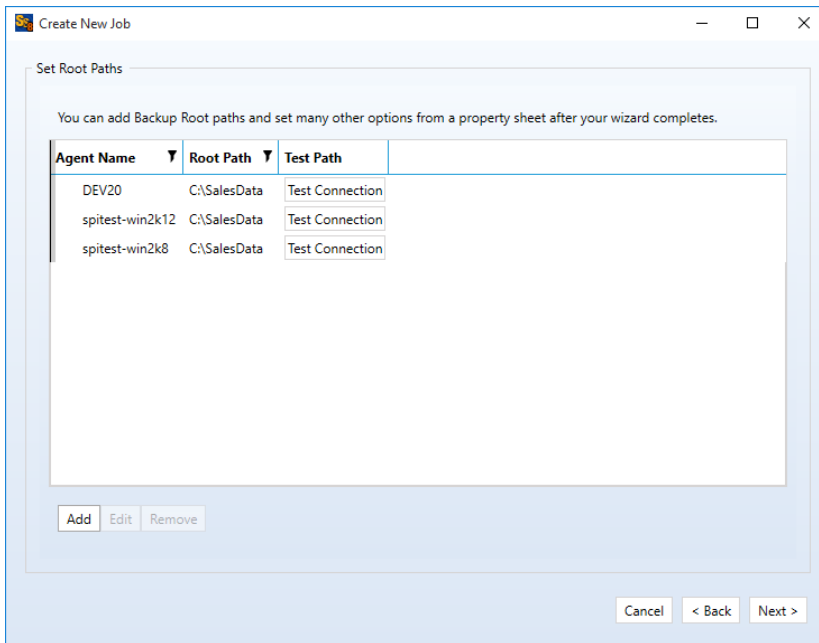 Create New Job
Set Root Paths
You can add Backup Root paths and set many other options from a property sheet after your wizard completes.
Agent Name Root Path Test Path
DEV20 C:\SalesData Test Connection
spitest-win2k12 C:\SalesData Test Connection
spitest-win2k8 C:\SalesData Test Connection
Add Edit Remove
Cancel < Back Next >